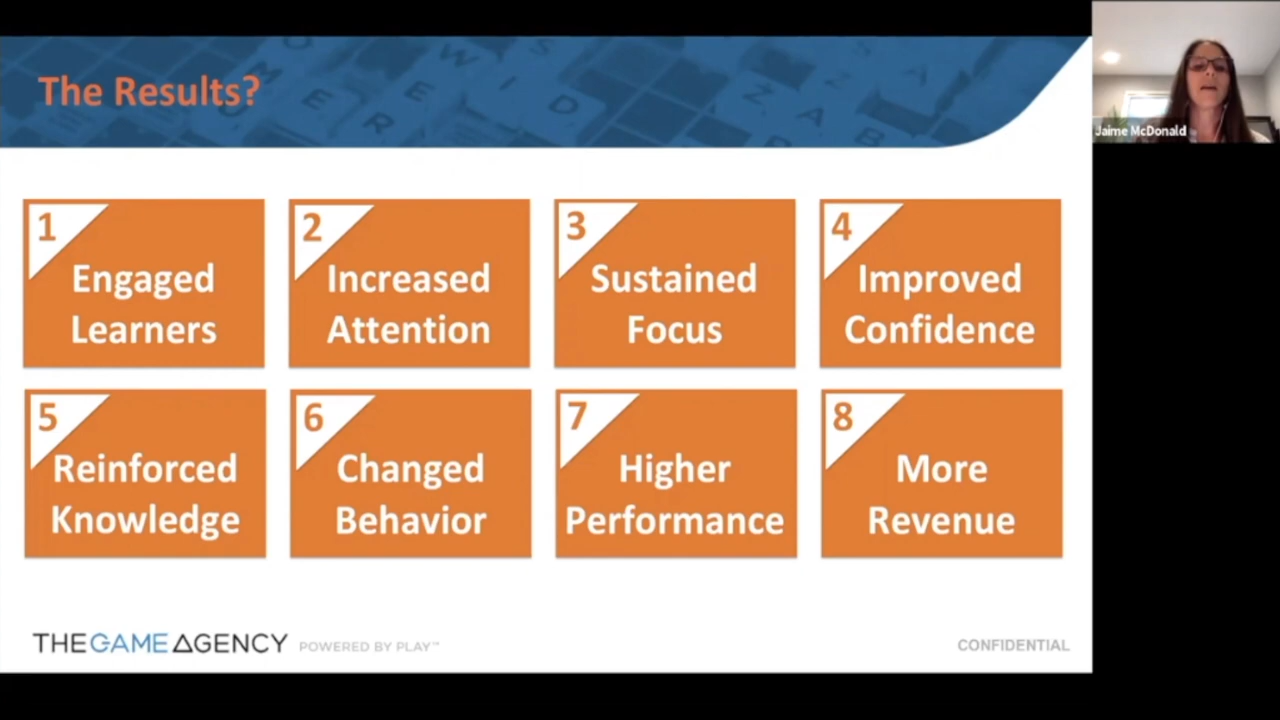 The Results?
Jaime McDonald
1
Engaged
Learners
2
Increased
Attention
3
Sustained
Focus
4
Improved
Confidence
5
Reinforced
Knowledge
6
Changed
Behavior
7
Higher
Performance
8
More
Revenue
THEGAMEAGENCY POWERED BY PLAY™
CONFIDENTIAL